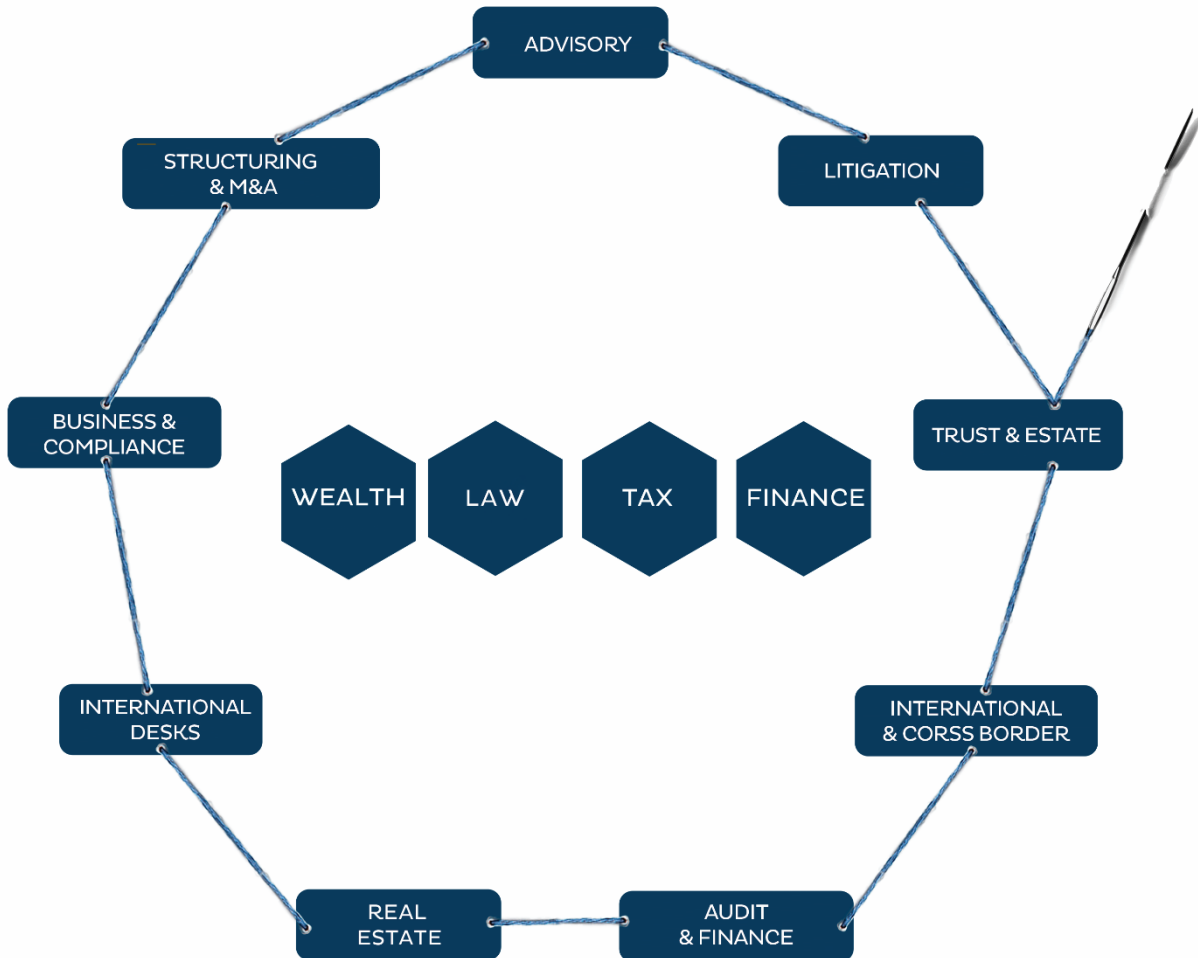 ADVISORY
STRUCTURING
& M&A
LITIGATION
BUSINESS &
COMPLIANCE
TRUST & ESTATE
WEALTH
LAW
TAX
FINANCE
INTERNATIONAL
DESKS
INTERNATIONAL
& CORSS BORDER
REAL
ESTATE
AUDIT
& FINANCE